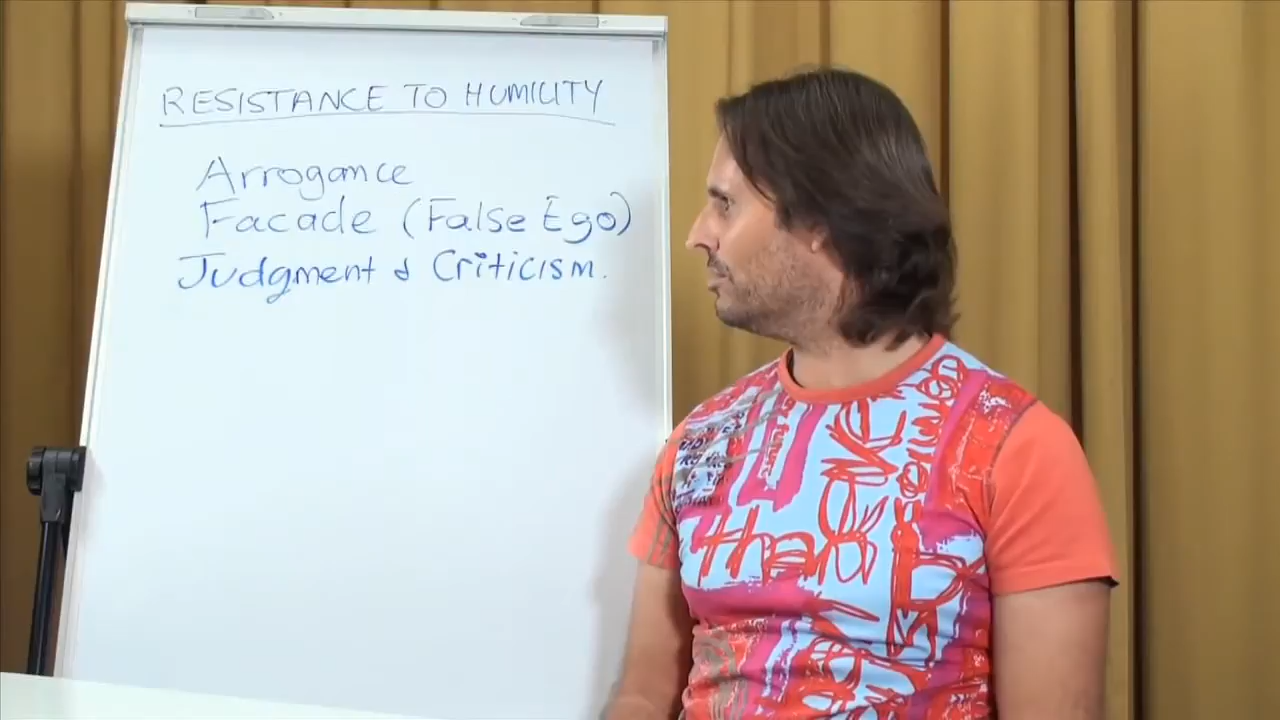 RESISTANCE TO HUMILITY
Arrogance
Facade (False Ego)
Judgment & Criticism.